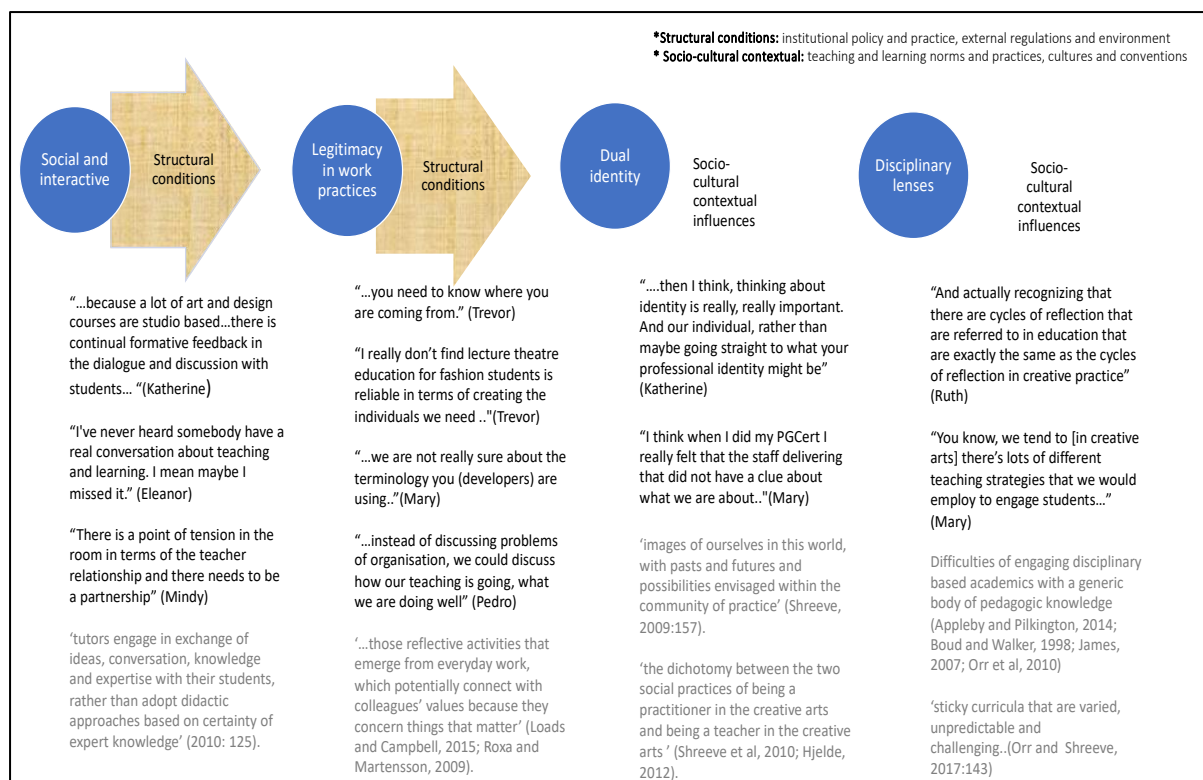 *Structural conditions: institutional policy and practice, external regulations and environment
* Socio-cultural contextual: teaching and learning norms and practices, cultures and conventions
Social and
interactive
Structural
conditions
Legitimacy
in work
practices
Structural
conditions
Dual
identity
Socio-
cultural
contextual
influences
Disciplinary
lenses
Socio-
cultural
contextual
influences
“…because a lot of art and design
courses are studio based…there is
continual formative feedback in
the dialogue and discussion with
students… “(Katherine)
“I've never heard somebody have a
real conversation about teaching
and learning. I mean maybe I
missed it.” (Eleanor)
“There is a point of tension in the
room in terms of the teacher
relationship and there needs to be
a partnership” (Mindy)
‘tutors engage in exchange of
ideas, conversation, knowledge
and expertise with their students,
rather than adopt didactic
approaches based on certainty of
expert knowledge’ (2010: 125).
“…you need to know where you
are coming from.” (Trevor)
“I really don’t find lecture theatre
education for fashion students is
reliable in terms of creating the
individuals we need .."(Trevor)
“…we are not really sure about the
terminology you (developers) are
using..”(Mary)
“…instead of discussing problems
of organisation, we could discuss
how our teaching is going, what
we are doing well” (Pedro)
‘…those reflective activities that
emerge from everyday work,
which potentially connect with
colleagues’ values because they
concern things that matter’ (Loads
and Campbell, 2015; Roxa and
Martensson, 2009).
“….then I think, thinking about
identity is really, really important.
And our individual, rather than
maybe going straight to what your
professional identity might be”
(Katherine)
“I think when I did my PGCert I
really felt that the staff delivering
that did not have a clue about
what we are about.."(Mary)
‘images of ourselves in this world,
with pasts and futures and
possibilities envisaged within the
community of practice’ (Shreeve,
2009:157).
‘the dichotomy between the two
social practices of being a
practitioner in the creative arts
and being a teacher in the creative
arts ’ (Shreeve et al, 2010; Hjelde,
2012).
“And actually recognizing that
there are cycles of reflection that
are referred to in education that
are exactly the same as the cycles
of reflection in creative practice”
(Ruth)
“You know, we tend to [in creative
arts] there’s lots of different
teaching strategies that we would
employ to engage students…”
(Mary)
Difficulties of engaging disciplinary
based academics with a generic
body of pedagogic knowledge
(Appleby and Pilkington, 2014;
Boud and Walker, 1998; James,
2007; Orr et al, 2010)
‘sticky curricula that are varied,
unpredictable and
challenging..(Orr and Shreeve,
2017:143)